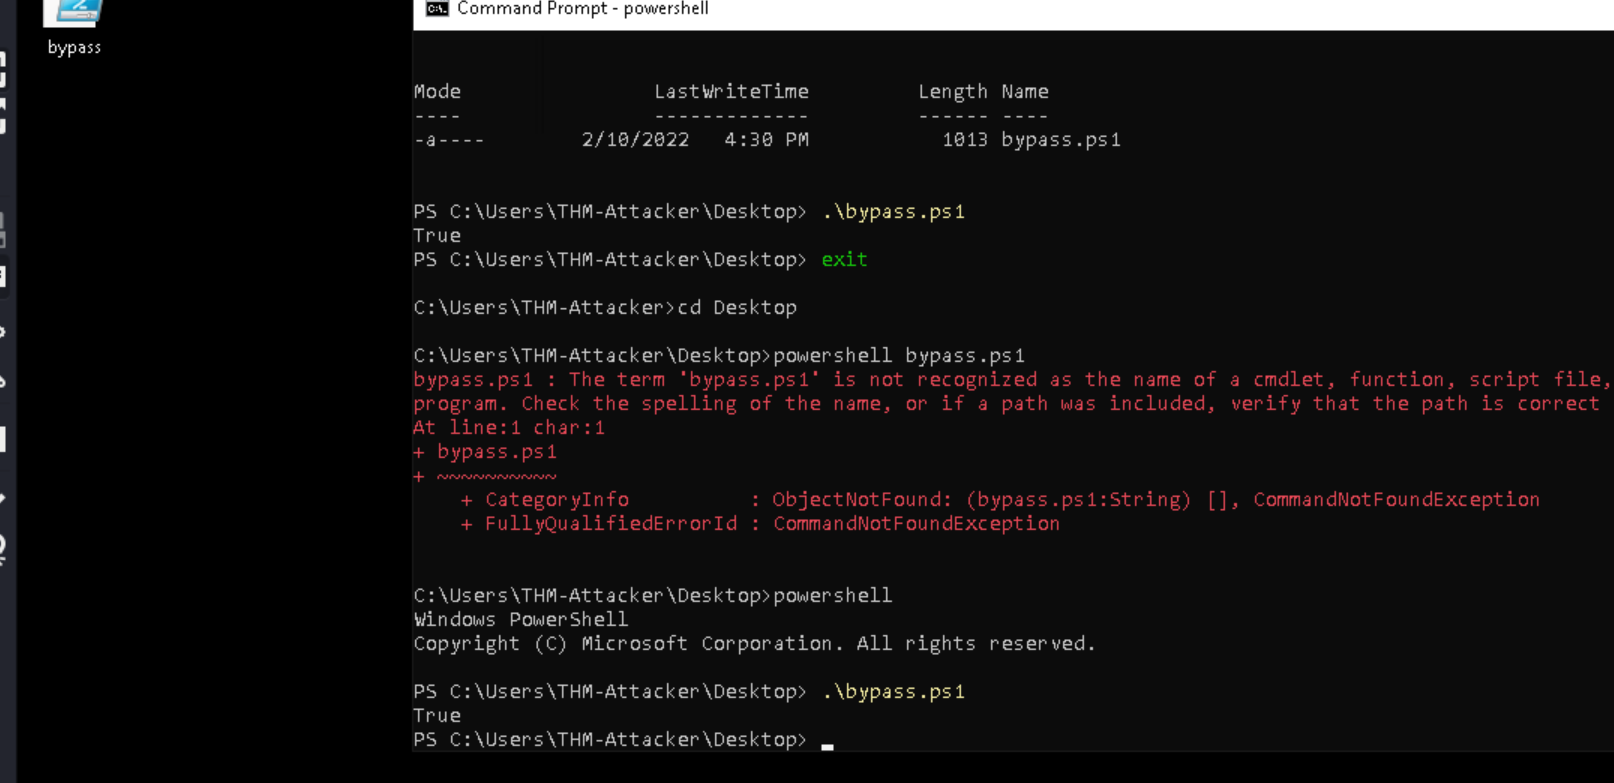 bypass
Command Prompt - powershell
Mode LastWriteTime Length Name
---- ------------- ------ ----
-a---- 2/10/2022 4:30 PM 1013 bypass.ps1
PS C:\Users\THM-Attacker\Desktop> .\bypass.ps1
True
PS C:\Users\THM-Attacker\Desktop> exit
C:\Users\THM-Attacker>cd Desktop
C:\Users\THM-Attacker\Desktop>powershell bypass.ps1
bypass.ps1 : The term 'bypass.ps1' is not recognized as the name of a cmdlet, function, script file,
program. Check the spelling of the name, or if a path was included, verify that the path is correct
At line:1 char:1
+ bypass.ps1
+ ~~~~~~~~~~
+ CategoryInfo : ObjectNotFound: (bypass.ps1:String) [], CommandNotFoundException
+ FullyQualifiedErrorId : CommandNotFoundException
C:\Users\THM-Attacker\Desktop>powershell
Windows PowerShell
Copyright (C) Microsoft Corporation. All rights reserved.
PS C:\Users\THM-Attacker\Desktop> .\bypass.ps1
True
PS C:\Users\THM-Attacker\Desktop>